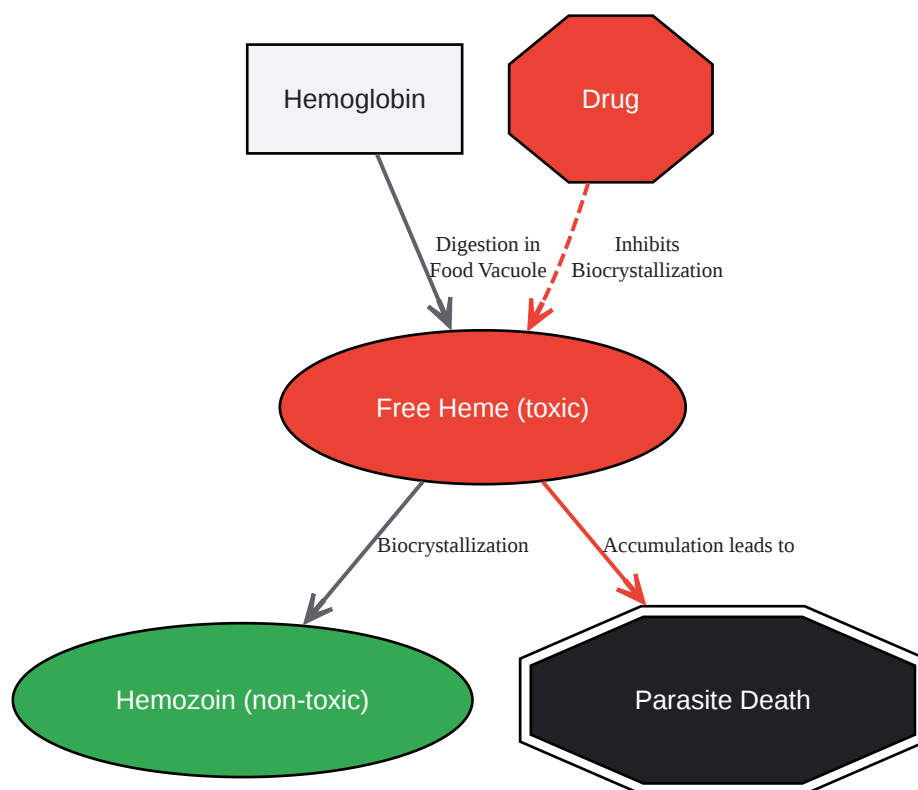 Hemoglobin
Drug
Digestion in
Food Vacuole
Inhibits
Biocrystallization
Free Heme (toxic)
Biocrystallization
Accumulation leads to
Hemozoin (non-toxic)
Parasite Death